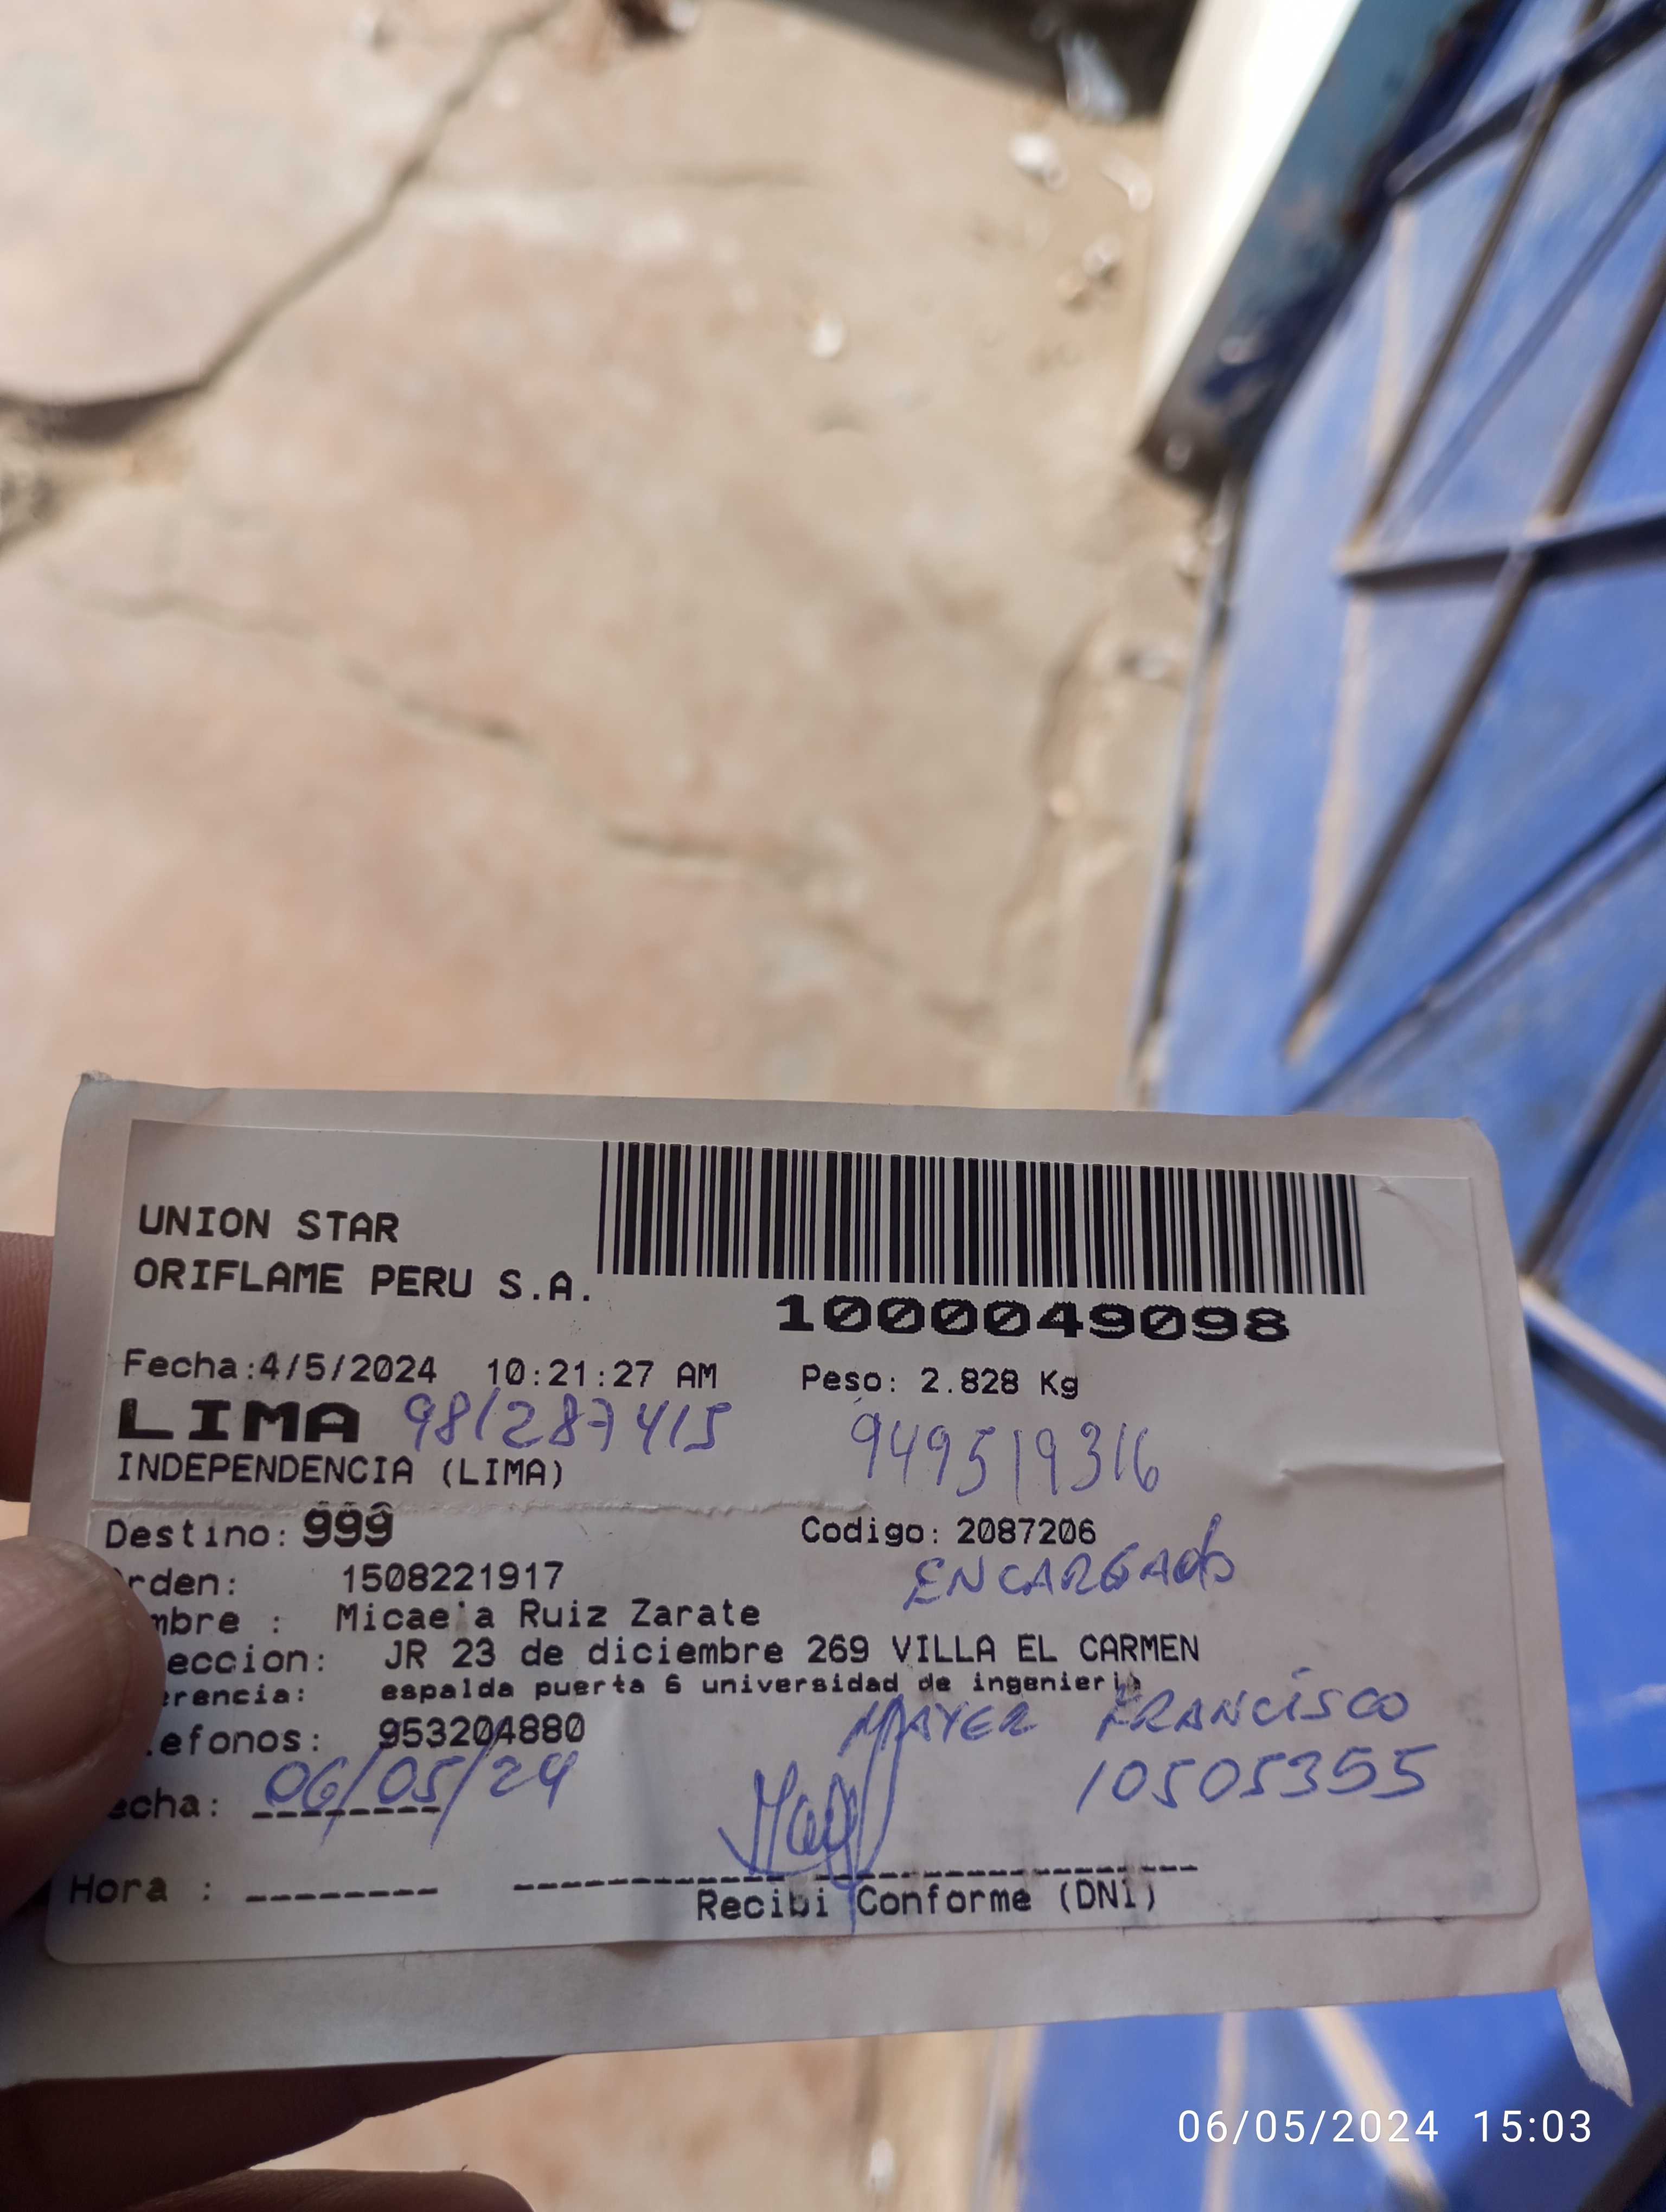 UNION STAR
ORIFLAME PERU S.A.
1000049098
Fecha:4/5/2024 10:21:27 AM Peso: 2.828 Kg
LIMA 981287415 949519316
INDEPENDENCIA (LIMA)
Destino: 999 Codigo: 2087206
rden: 1508221917 ENCARGADO
mbre : Micae a Ruiz Zarate
eccion: JR 23 de diciembre 269 VILLA EL CARMEN
erencia: espalda puerta 6 universidad de ingenieria
efonos: 953204880 MAYER FRANCISCO
echa: 06/05/24 10505355
Hora :
Recibi Conforme (DNI)
06/05/2024 15:03